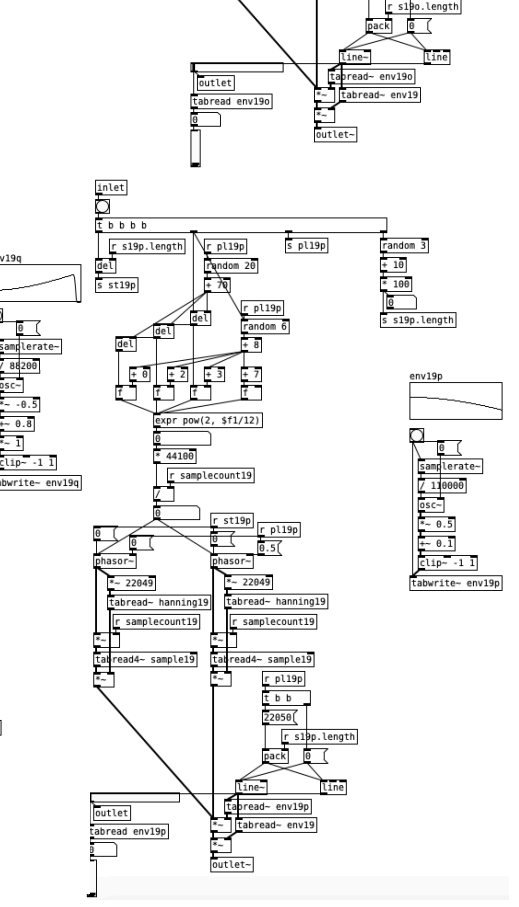 r s19o.length
pack
0
line~
line
tabread~ env19o
*~
tabread~ env19
*~
outlet~
outlet
tabread env19o
0
inlet
t b b b b
r s19p.length
del
s st19p
r pl19p
random 20
+ 70
s pl19p
random 3
+ 10
* 100
0
s s19p.length
r pl19p
random 6
+ 8
del
del
del
+ 0
+ 2
+ 3
+ 7
f
f
f
f
expr pow(2, $f1/12)
0
* 44100
r samplecount19
/
0
v19q
0
samplerate~
/ 88200
osc~
*~ -0.5
+~ 0.8
*~ 1
clip~ -1 1
abwrite~ env19q
env19p
0
samplerate~
/ 110000
osc~
*~ 0.5
+~ 0.1
clip~ -1 1
tabwrite~ env19p
r st19p
r pl19p
0
0
0
0.5
phasor~
phasor~
*~ 22049
*~ 22049
tabread~ hanning19
tabread~ hanning19
r samplecount19
r samplecount19
*~
*~
tabread4~ sample19
tabread4~ sample19
*~
*~
r pl19p
t b b
22050
r s19p.length
pack
0
line~
line
tabread~ env19p
*~
tabread~ env19
*~
outlet~
outlet
tabread env19p
0